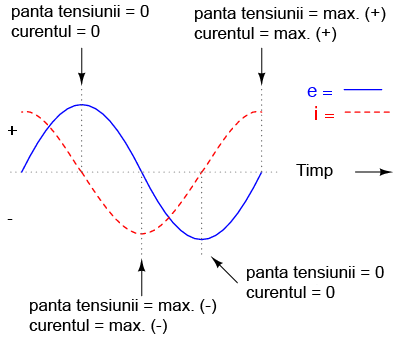 panta tensiunii = 0
curentul = 0
panta tensiunii = max. (+)
curentul = max. (+)
e =
i =
+
Timp
-
panta tensiunii = 0
curentul = 0
panta tensiunii = max. (-)
curentul = max. (-)